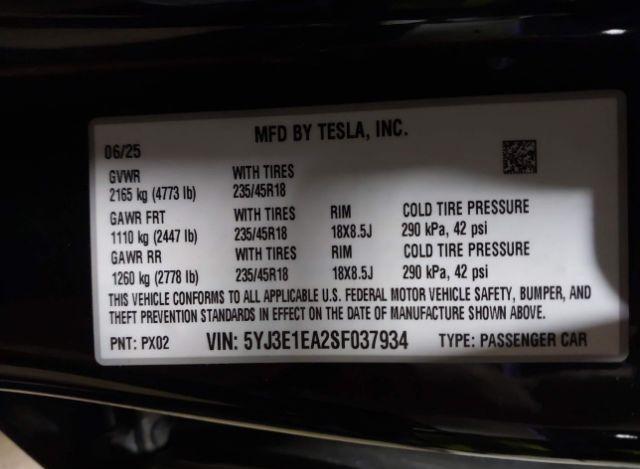 MFD BY TESLA, INC.
06/25
GVWR WITH TIRES
2165 kg (4773 lb) 235/45R18
GAWR FRT WITH TIRES RIM COLD TIRE PRESSURE
1110 kg (2447 lb) 235/45R18 18X8.5J 290 kPa, 42 psi
GAWR RR WITH TIRES RIM COLD TIRE PRESSURE
1260 kg (2778 lb) 235/45R18 18X8.5J 290 kPa, 42 psi
THIS VEHICLE CONFORMS TO ALL APPLICABLE U.S. FEDERAL MOTOR VEHICLE SAFETY, BUMPER, AND
THEFT PREVENTION STANDARDS IN EFFECT ON THE DATE OF MANUFACTURE SHOWN ABOVE.
PNT: PX02 VIN: 5YJ3E1EA2SF037934 TYPE: PASSENGER CAR